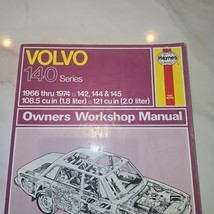 VOLVO
140 Series
Haynes
1966 thru 1974 □ 142, 144 & 145
108.5 cu in (1.8 liter) □ 121 cu in (2.0 liter)
Owners Workshop Manual